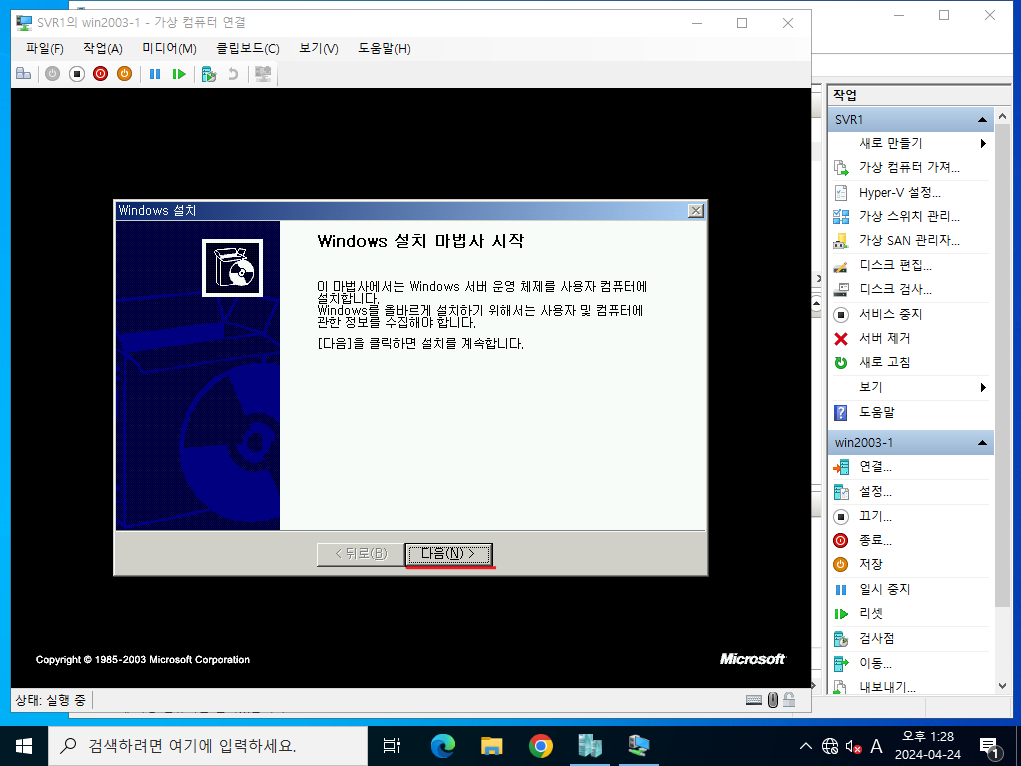 SVR1의 win2003-1 - 가상 컴퓨터 연결
파일(F) 작업(A) 미디어(M) 클립보드(C) 보기(V) 도움말(H)
Windows 설치
Windows 설치 마법사 시작
이 마법사에서는 Windows 서버 운영 체제를 사용자 컴퓨터에
설치합니다.
Windows를 올바르게 설치하기 위해서는 사용자 및 컴퓨터에
관한 정보를 수집해야 합니다.
[다음]을 클릭하면 설치를 계속합니다.
< 뒤로(B) 다음(N) >
Copyright © 1985-2003 Microsoft Corporation
Microsoft
상태: 실행 중
작업
SVR1
새로 만들기
가상 컴퓨터 가져...
Hyper-V 설정...
가상 스위치 관리...
가상 SAN 관리자...
디스크 편집...
디스크 검사...
서비스 중지
서버 제거
새로 고침
보기
도움말
win2003-1
연결...
설정...
끄기...
종료...
저장
일시 중지
리셋
검사점
이동...
내보내기...
검색하려면 여기에 입력하세요.
A
오후 1:28
2024-04-24
1